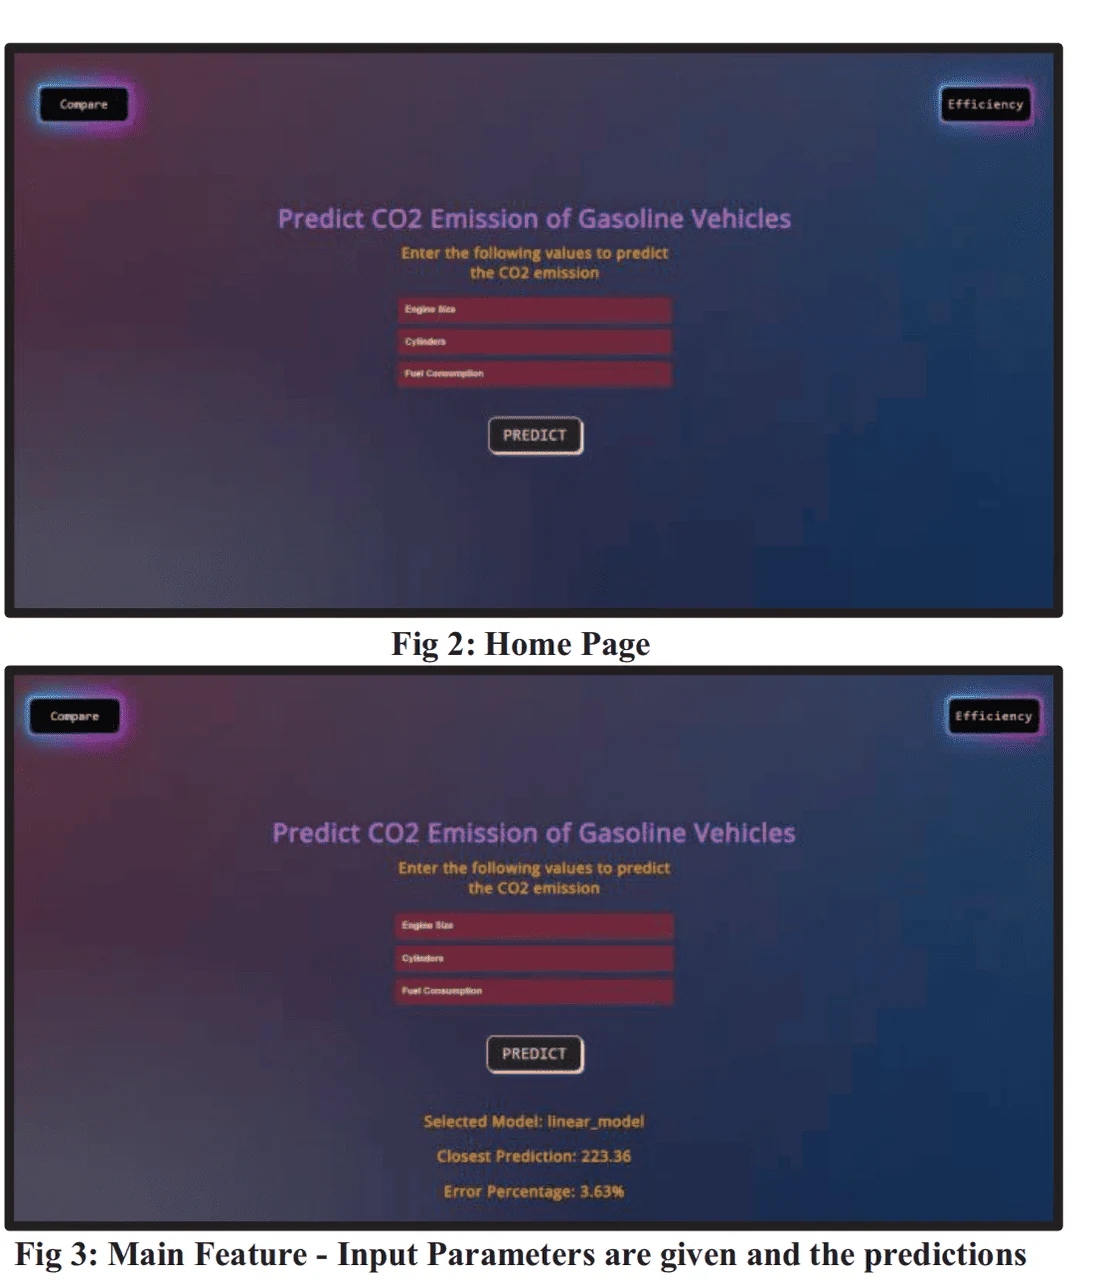 Compare
Efficiency
Predict CO2 Emission of Gasoline Vehicles
Enter the following values to predict
the CO2 emission
Engine Size
Cylinders
Fuel Consumption
PREDICT
Fig 2: Home Page
Compare
Efficiency
Predict CO2 Emission of Gasoline Vehicles
Enter the following values to predict
the CO2 emission
Engine Size
Cylinders
Fuel Consumption
PREDICT
Selected Model: linear_model
Closest Prediction: 223.36
Error Percentage: 3.63%
Fig 3: Main Feature - Input Parameters are given and the predictions